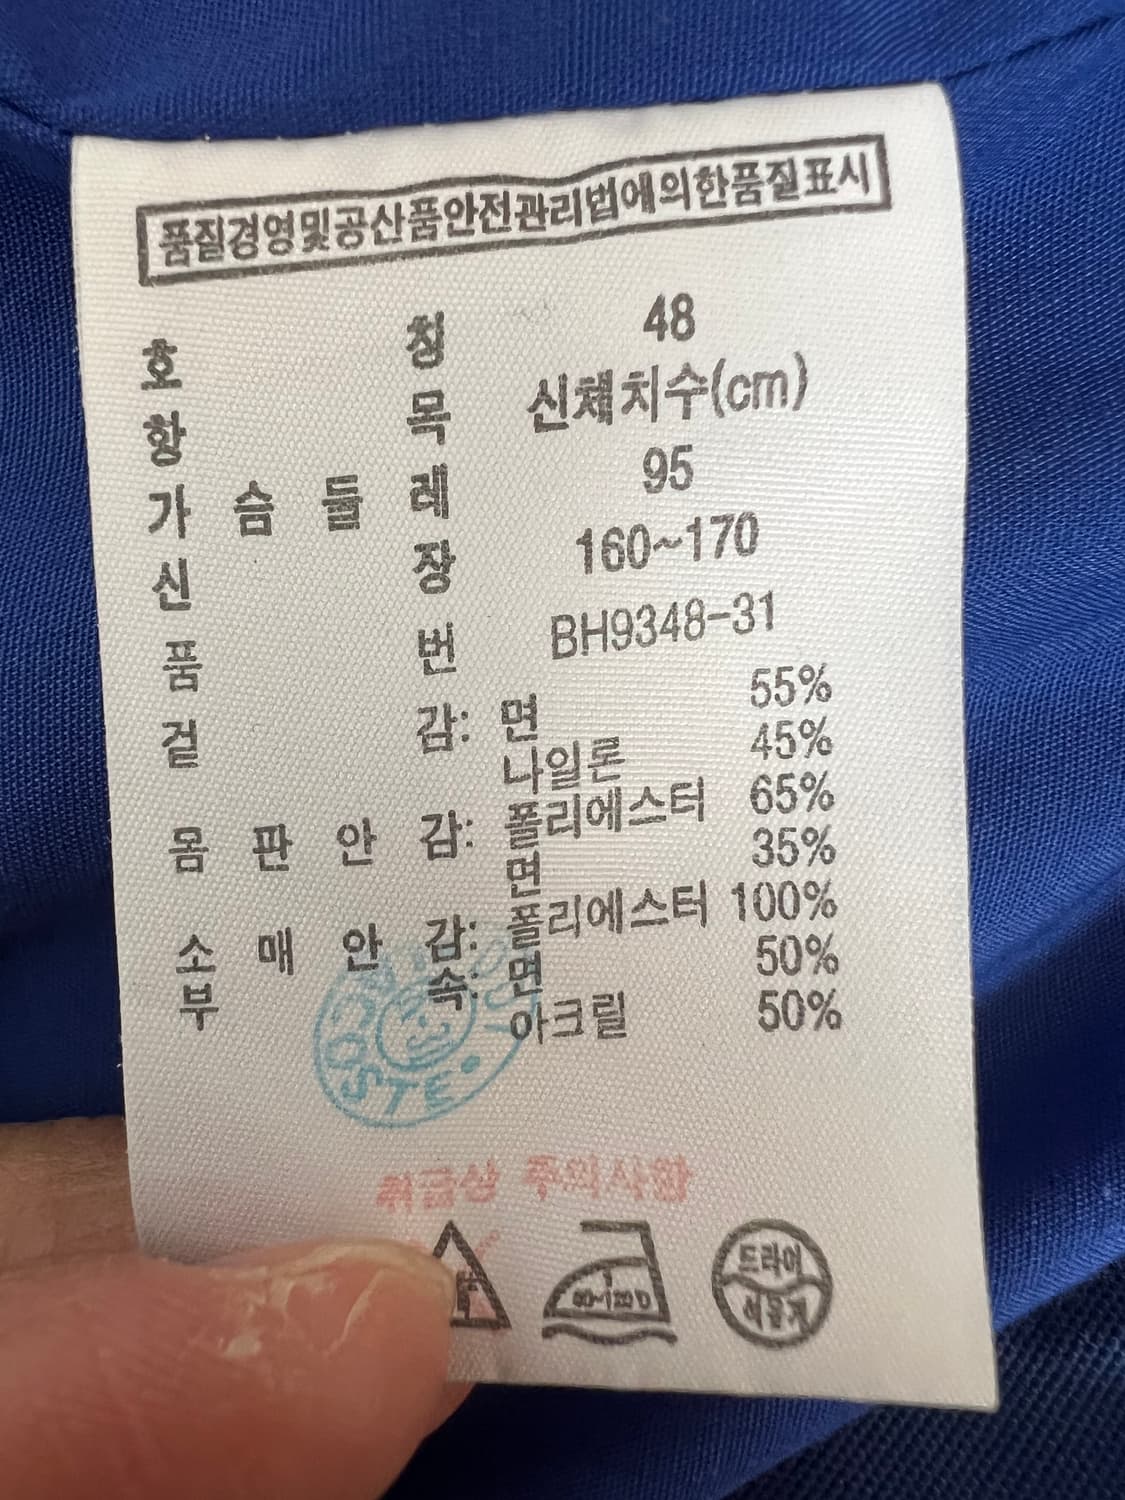 품질경영및공산품안전관리법에의한품질표시
호 칭 48
항 목 신체치수(cm)
가 슴 둘 레 95
신 장 160~170
품 번 BH9348-31
겉 감: 면 55%
나일론 45%
몸 판 안 감: 폴리에스터 65%
면 35%
소 매 안 감: 폴리에스터 100%
부 속: 면 50%
아크릴 50%
취급상 주의사항
드라이
석유계